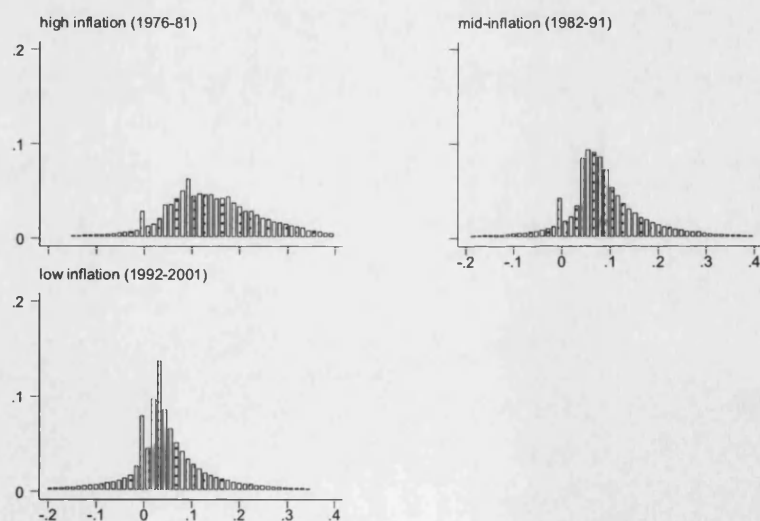 high inflation (1976-81)
.2
.1
0
mid-inflation (1982-91)
-.2 -.1 0 .1 .2 .3 .4
low inflation (1992-2001)
.2
.1
0
-.2 -.1 0 .1 .2 .3 .4